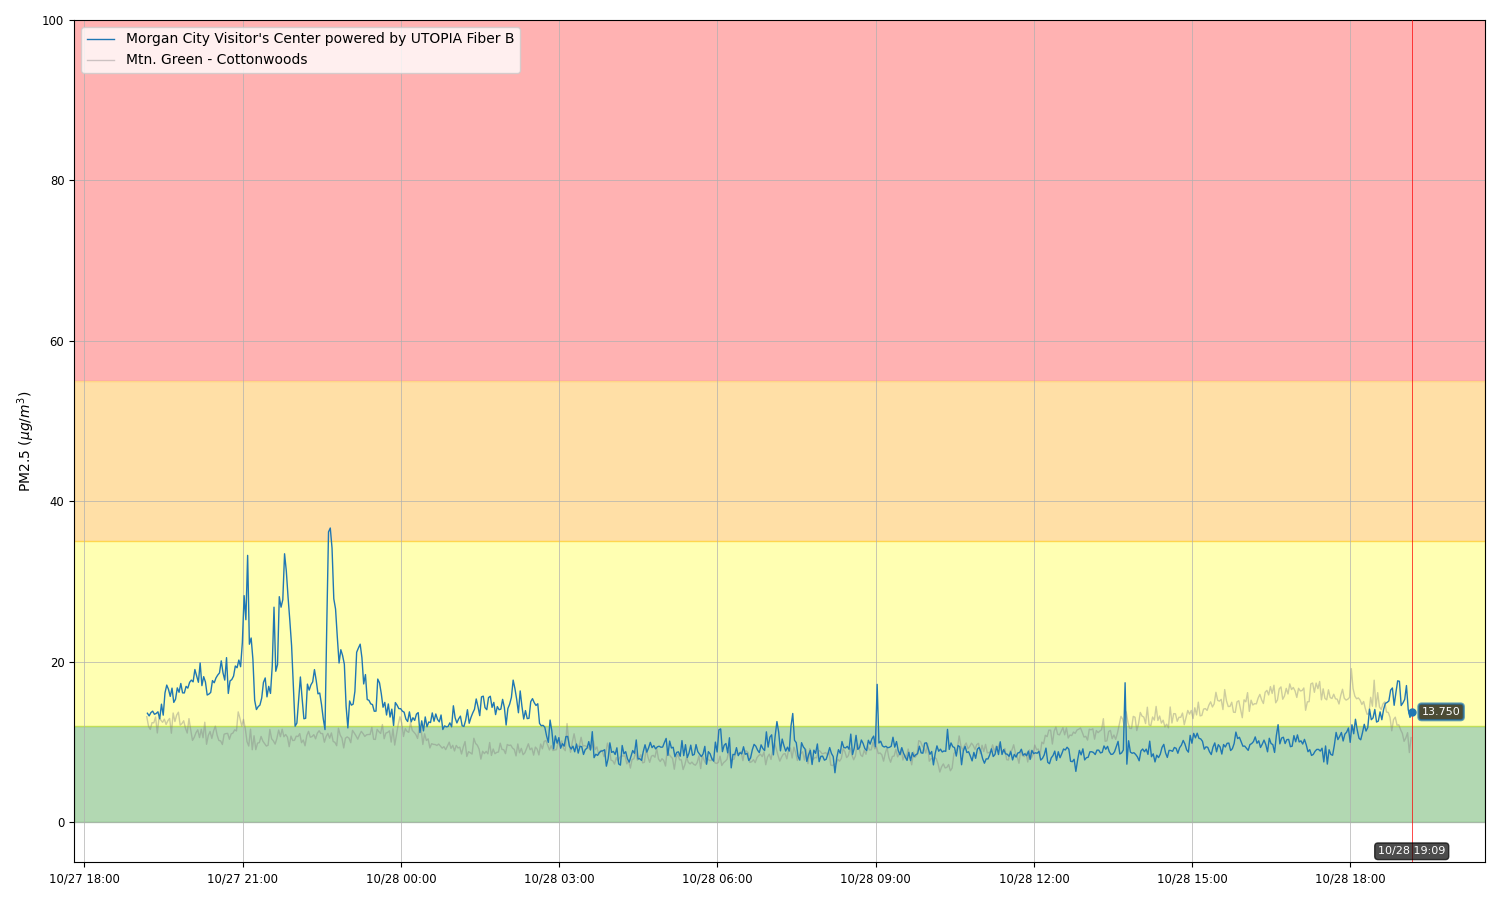 100
Morgan City Visitor's Center powered by UTOPIA Fiber B
Mtn. Green - Cottonwoods
80
60
40
20
0
PM2.5 (μg/m³)
13.750
10/28 19:09
10/27 18:00 10/27 21:00 10/28 00:00 10/28 03:00 10/28 06:00 10/28 09:00 10/28 12:00 10/28 15:00 10/28 18:00